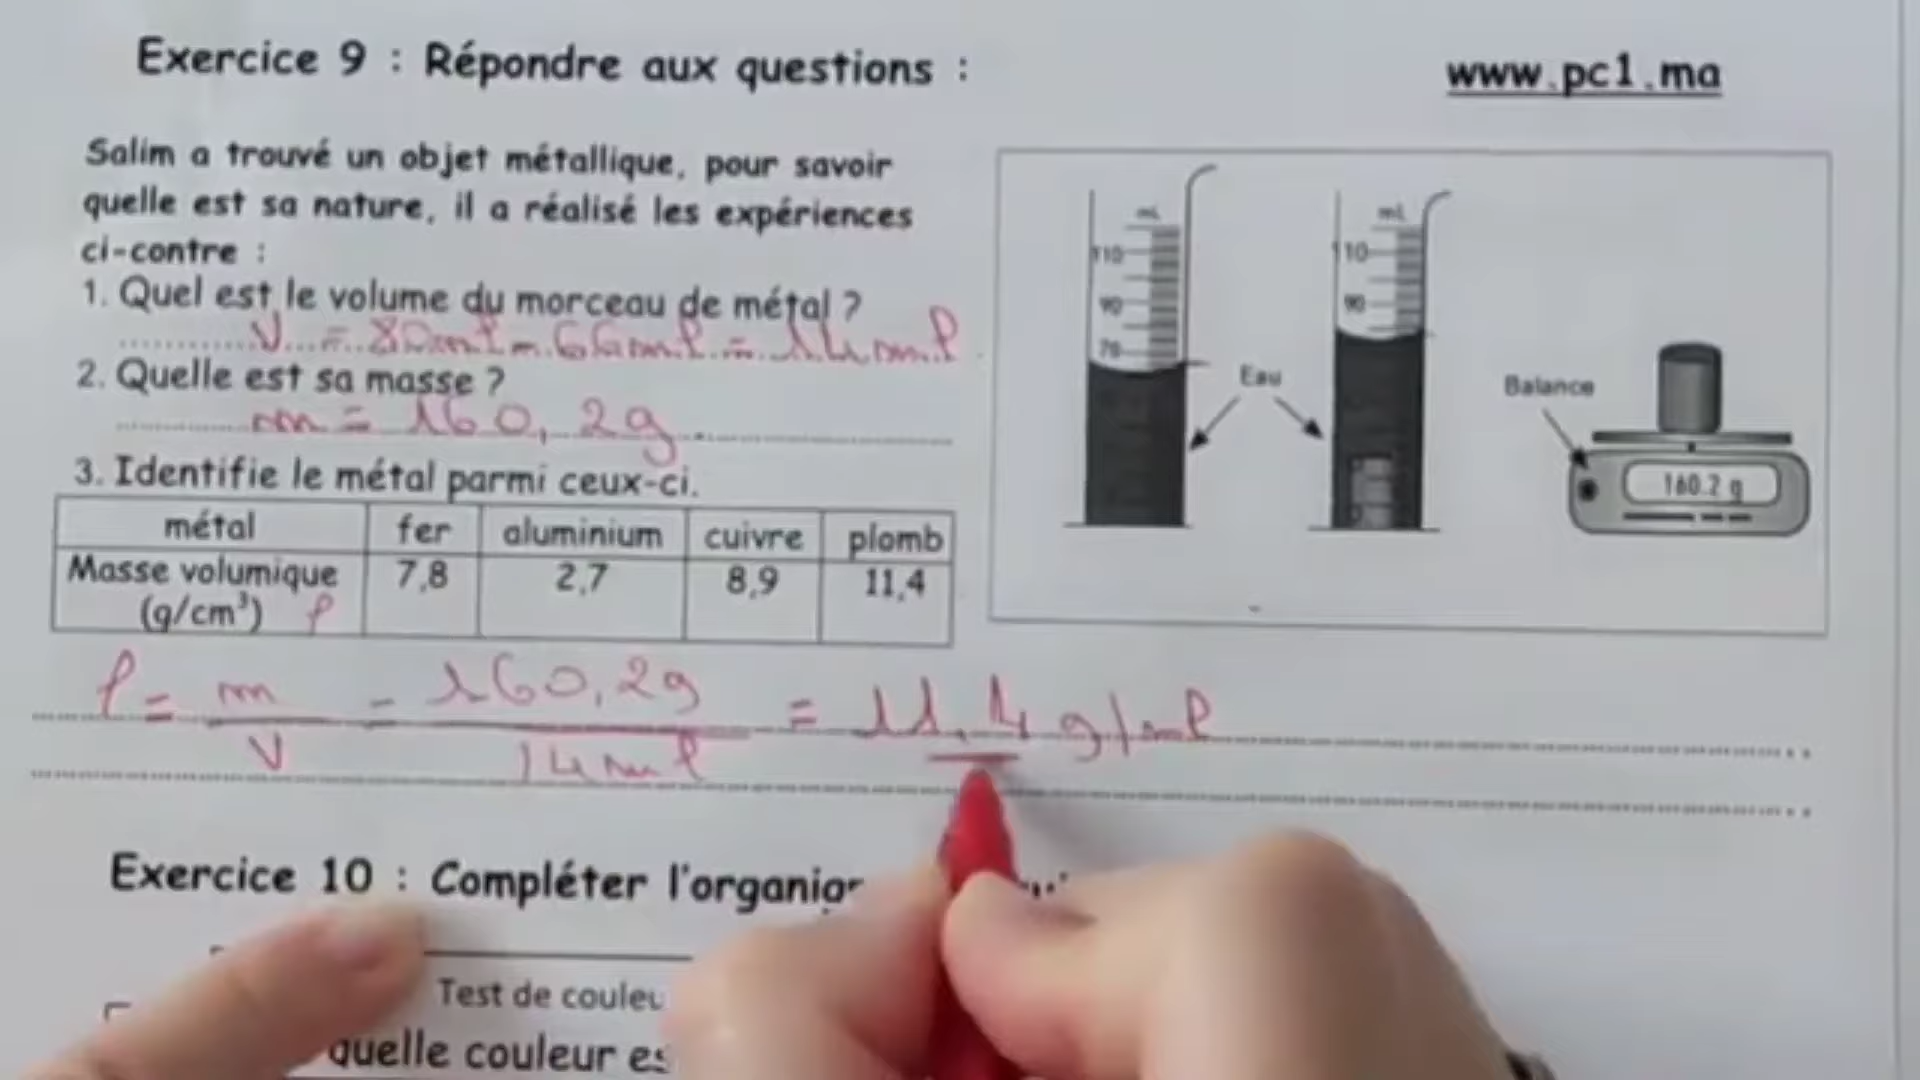 Exercice 9 : Répondre aux questions :
www.pc1.ma
Salim a trouvé un objet métallique, pour savoir
quelle est sa nature, il a réalisé les expériences
ci-contre :
1. Quel est le volume du morceau de métal ?
V = 80ml - 66ml = 14ml
2. Quelle est sa masse ?
m = 160,2g
3. Identifie le métal parmi ceux-ci.
métal fer aluminium cuivre plomb
Masse volumique 7,8 2,7 8,9 11,4
(g/cm³) ρ
mL mL
110 110
90 90
70
Eau
Balance
160.2 g
ρ = m / V = 160,2g / 14ml = 11,4 g/ml
Exercice 10 : Compléter
Test de
quelle couleur